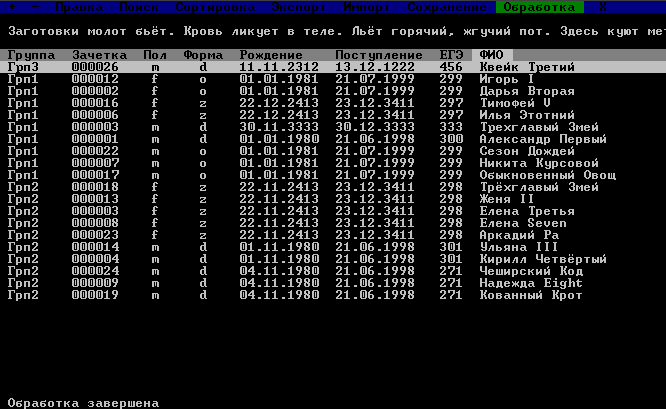 + - Правка Поиск Сортировка Экспорт Импорт Сохранение Обработка X
Заготовки молот бьёт. Кровь ликует в теле. Льёт горячий, жгучий пот. Здесь куют мет
Группа Зачетка Пол Форма Рождение Поступление ЕГЭ ФИО
Грп3 000026 m d 11.11.2312 13.12.1222 456 Квейк Третий
Грп1 000012 f o 01.01.1981 21.07.1999 299 Игорь I
Грп1 000002 f o 01.01.1981 21.07.1999 299 Дарья Вторая
Грп1 000016 f z 22.12.2413 23.12.3411 297 Тимофей V
Грп1 000006 f z 22.12.2413 23.12.3411 297 Илья Этотний
Грп1 000003 m d 30.11.3333 30.12.3333 333 Трехглавый Змей
Грп1 000001 m d 01.01.1980 21.06.1998 300 Александр Первый
Грп1 000022 m o 01.01.1981 21.07.1999 299 Сезон Дождей
Грп1 000007 m o 01.01.1981 21.07.1999 299 Никита Курсовой
Грп1 000017 m o 01.01.1981 21.07.1999 299 Обыкновенный Овощ
Грп2 000018 f z 22.11.2413 23.12.3411 298 Трёхглавый Змей
Грп2 000013 f z 22.11.2413 23.12.3411 298 Женя II
Грп2 000003 f z 22.11.2413 23.12.3411 298 Елена Третья
Грп2 000008 f z 22.11.2413 23.12.3411 298 Елена Seven
Грп2 000023 f z 22.11.2413 23.12.3411 298 Аркадий Ра
Грп2 000014 m d 01.11.1980 21.06.1998 301 Ульяна III
Грп2 000004 m d 01.11.1980 21.06.1998 301 Кирилл Четвёртый
Грп2 000024 m d 04.11.1980 21.06.1998 271 Чеширский Код
Грп2 000009 m d 04.11.1980 21.06.1998 271 Надежда Eight
Грп2 000019 m d 04.11.1980 21.06.1998 271 Кованный Крот
Обработка завершена